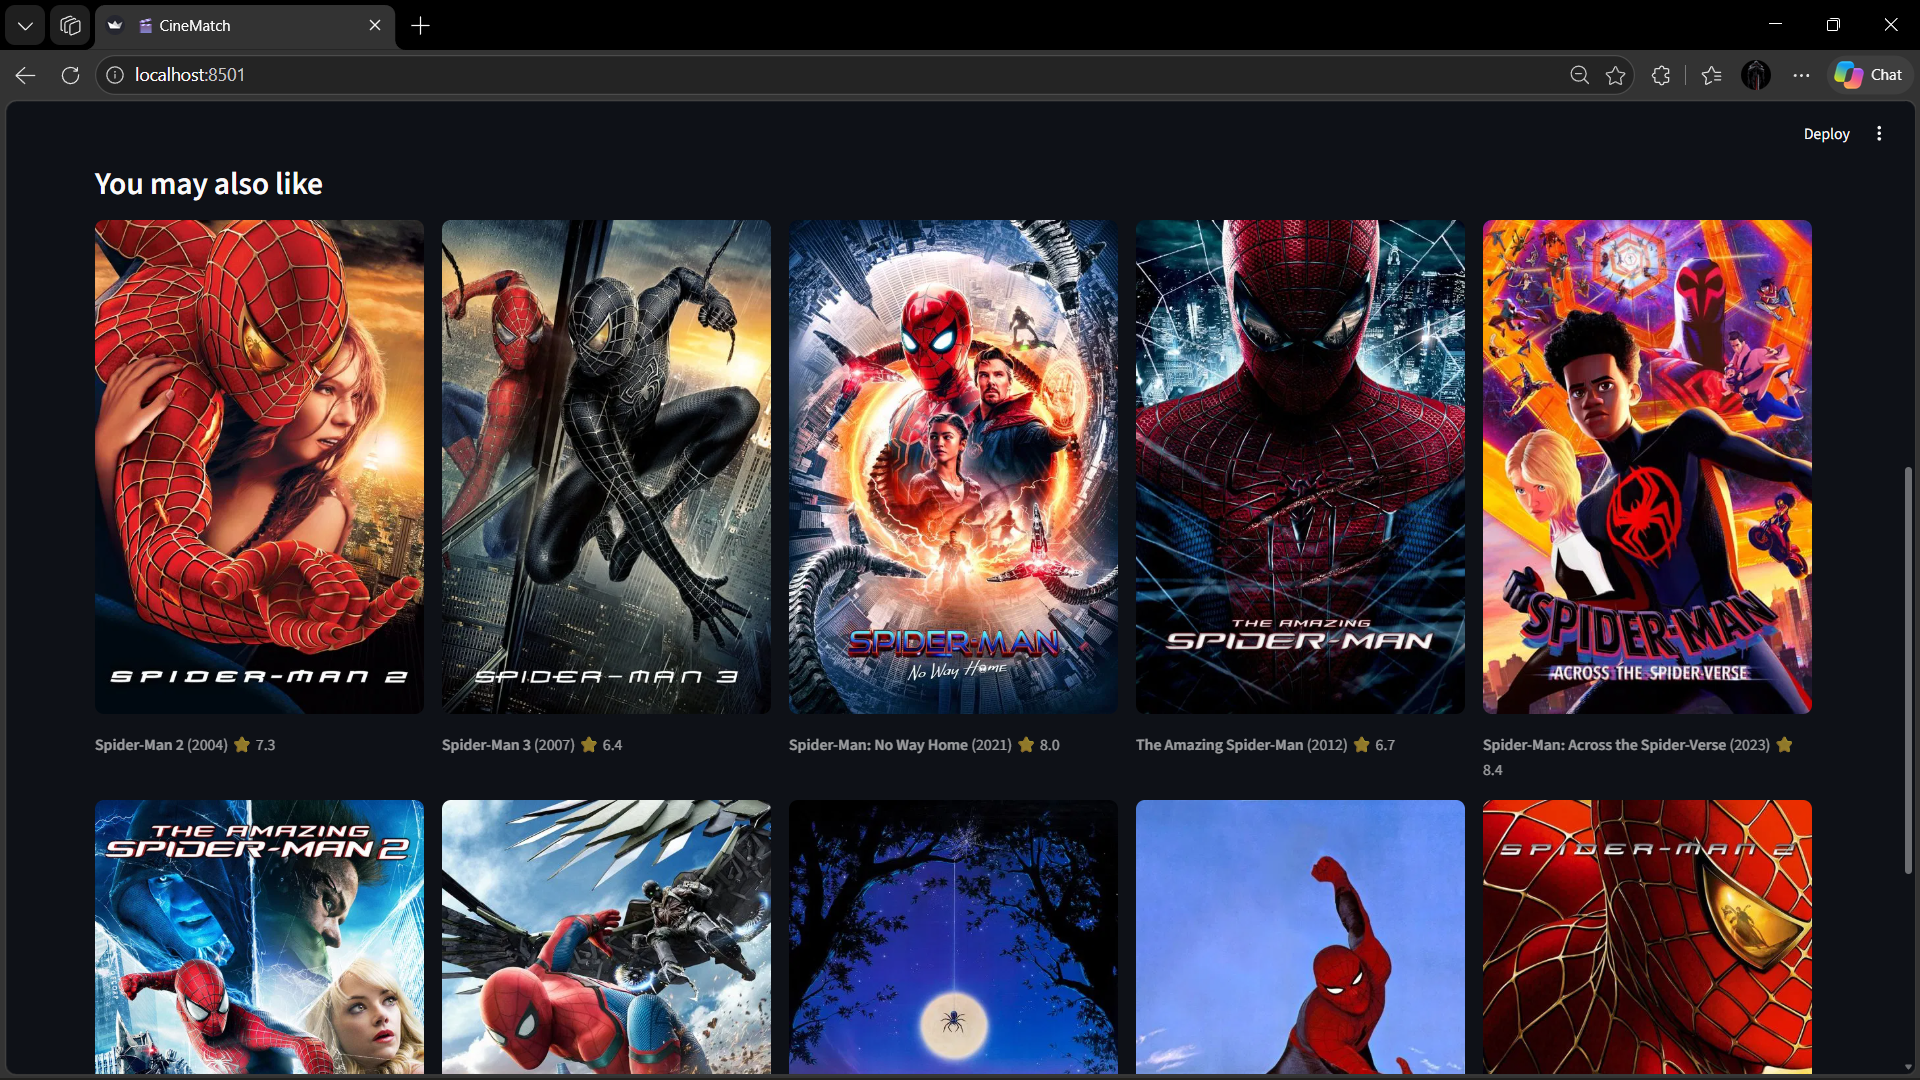 CineMatch
localhost:8501
Chat
Deploy
You may also like
SPIDER-MAN 2
SPIDER-MAN 3
SPIDER-MAN
No Way Home
THE AMAZING
SPIDER-MAN
SPIDER-MAN
ACROSS THE SPIDER-VERSE
Spider-Man 2 (2004) ⭐ 7.3
Spider-Man 3 (2007) ⭐ 6.4
Spider-Man: No Way Home (2021) ⭐ 8.0
The Amazing Spider-Man (2012) ⭐ 6.7
Spider-Man: Across the Spider-Verse (2023) ⭐
8.4
THE AMAZING
SPIDER-MAN 2
SPIDER-MAN 2